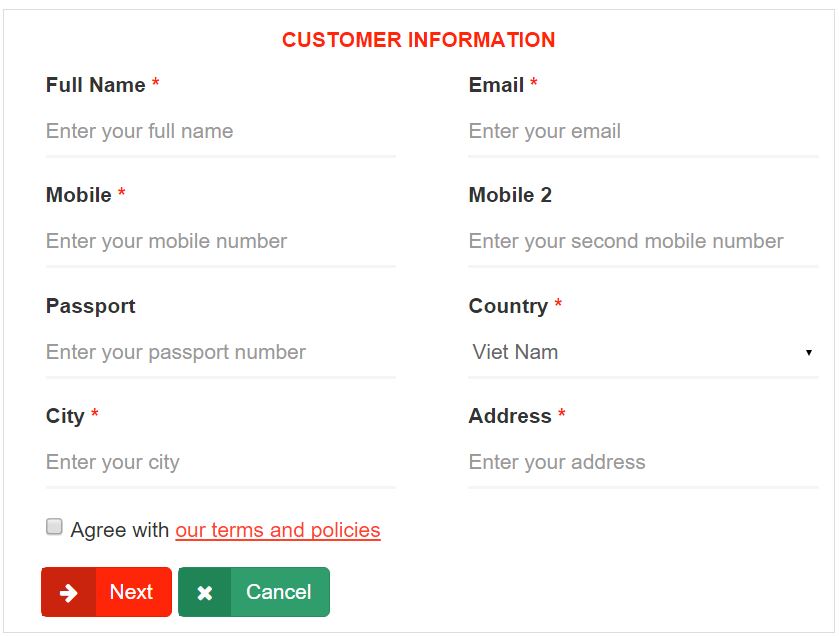 CUSTOMER INFORMATION
Full Name *
Email *
Enter your full name
Enter your email
Mobile *
Mobile 2
Enter your mobile number
Enter your second mobile number
Passport
Country *
Enter your passport number
Viet Nam
City *
Address *
Enter your city
Enter your address
Agree with our terms and policies
Next
Cancel